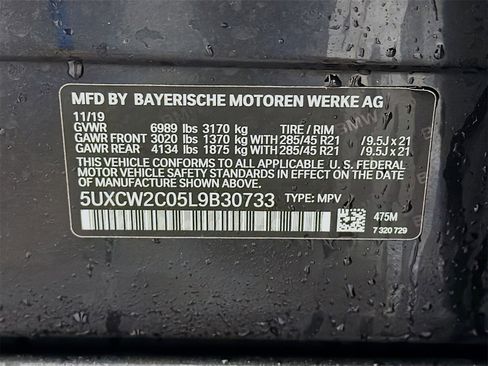 MFD BY BAYERISCHE MOTOREN WERKE AG
11/19
GVWR 6989 lbs 3170 kg TIRE / RIM
GAWR FRONT 3020 lbs 1370 kg WITH 285/45 R21 /9.5J x 21
GAWR REAR 4134 lbs 1875 kg WITH 285/45 R21 /9.5J x 21
THIS VEHICLE CONFORMS TO ALL APPLICABLE U. S. FEDERAL
MOTOR VEHICLE SAFETY STANDARDS IN EFFECT ON THE
DATE OF MANUFACTURE SHOWN ABOVE.
5UXCW2C05L9B30733 TYPE: MPV
475M
7 320 729